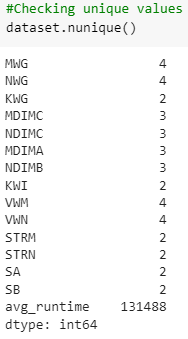 #Checking unique values
dataset.nunique()
MWG 4
NWG 4
KWG 2
MDIMC 3
NDIMC 3
MDIMA 3
NDIMB 3
KWI 2
VWM 4
VWN 4
STRM 2
STRN 2
SA 2
SB 2
avg_runtime 131488
dtype: int64